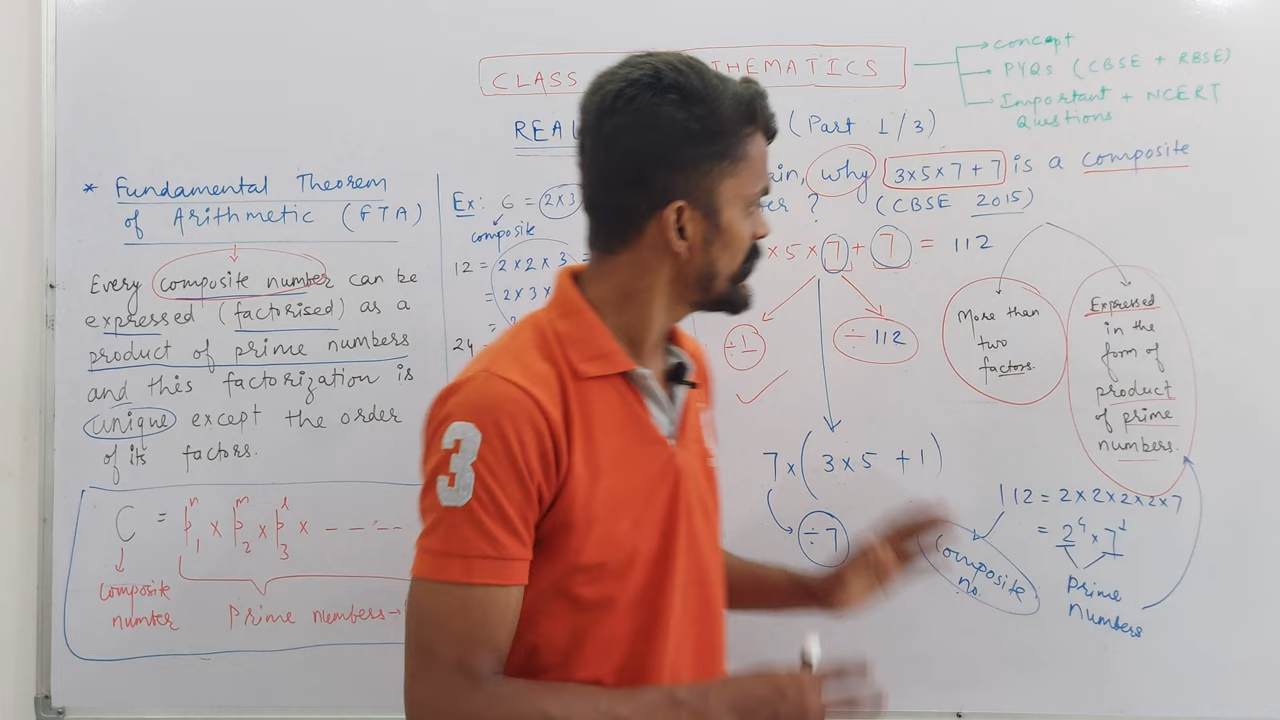 CLASS THEMATICS
concept
PYQs (CBSE + RBSE)
Important + NCERT
Questions
REAL (Part 1/3)
* Fundamental Theorem
of Arithmetic (FTA)
Every composite number can be
expressed (factorised) as a
product of prime numbers
and this factorization is
unique except the order
of its factors.
C = p₁ⁿ × p₂ᵐ × p₃ˡ × - - - - -
composite
number
Prime numbers
Ex: 6 = 2×3
composite
12 = 2×2×3 =
= 2×3×
24
ain, why 3×5×7+7 is a composite
er ? (CBSE 2015)
×5×7 + 7 = 112
÷1
÷ 112
7×(3×5 +1)
÷7
More than
two
factors.
Expressed
in the
form of
product
of prime
numbers.
112 = 2×2×2×2×7
= 2⁴×7¹
Composite
no.
Prime
Numbers
3